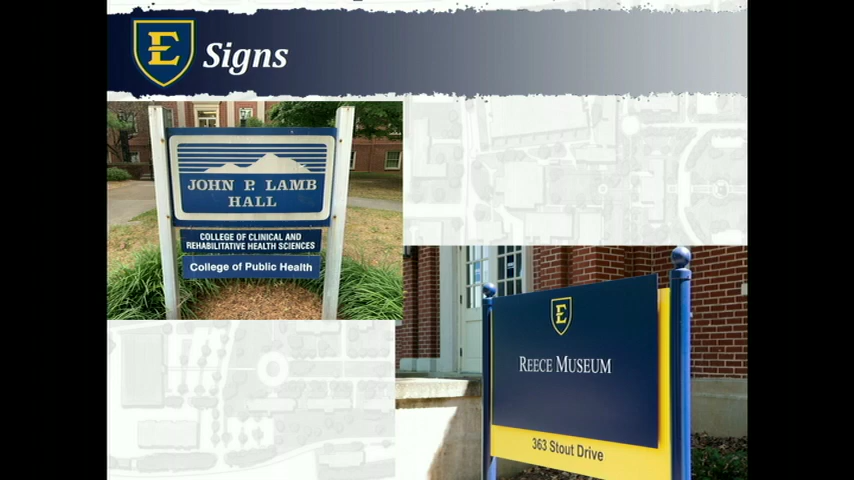 E Signs
JOHN P. LAMB
HALL
COLLEGE OF CLINICAL AND
REHABILITATIVE HEALTH SCIENCES
College of Public Health
E
REECE MUSEUM
363 Stout Drive